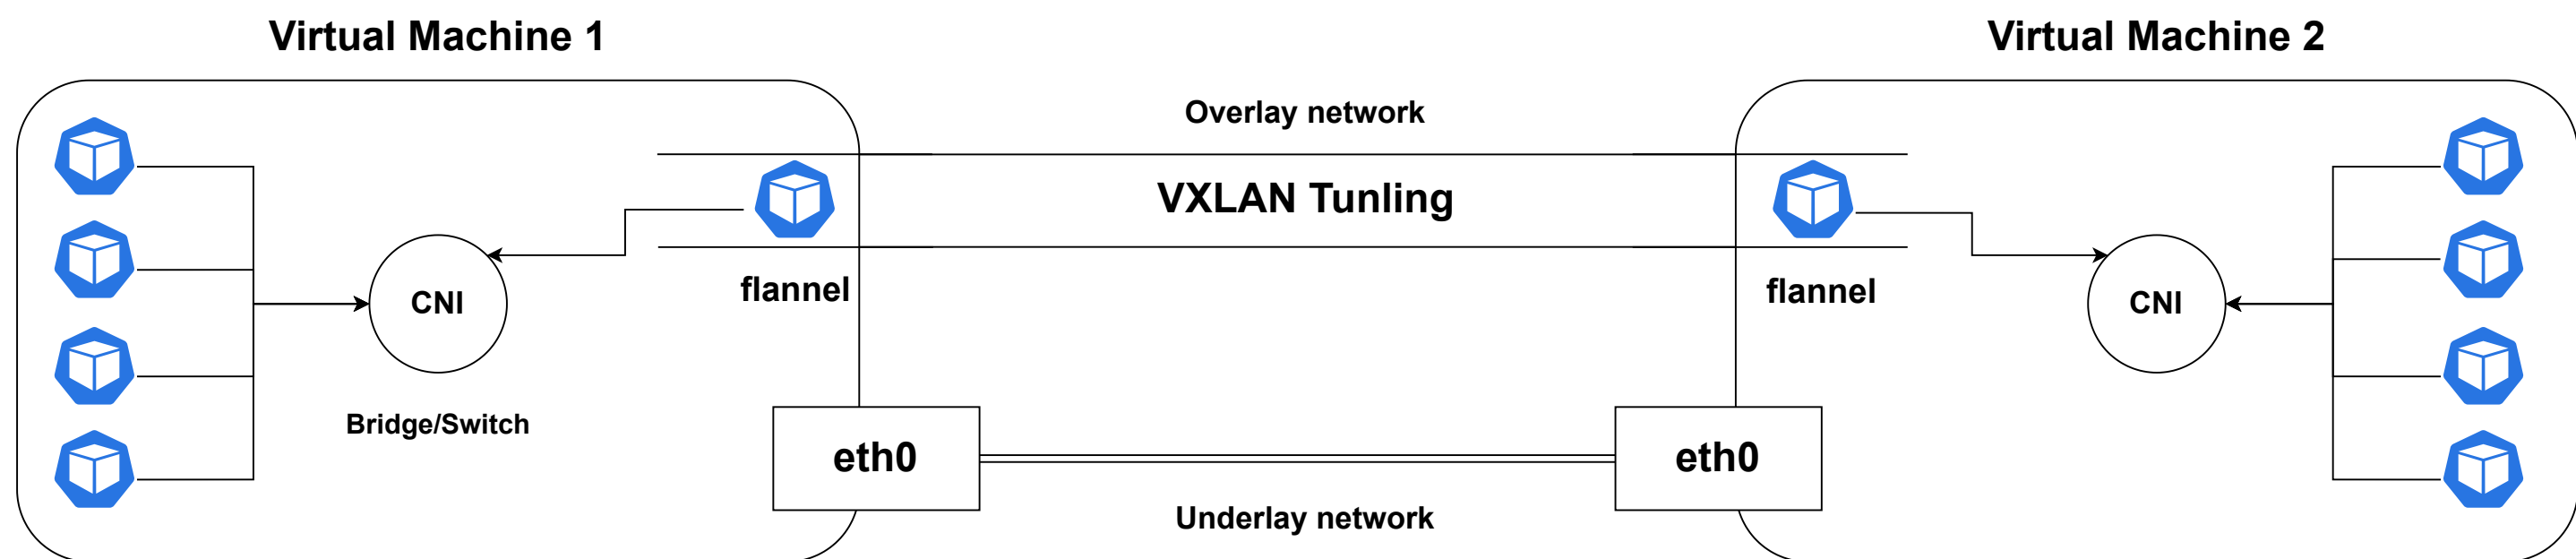 Virtual Machine 1
Virtual Machine 2
Overlay network
VXLAN Tunling
flannel
flannel
CNI
CNI
Bridge/Switch
eth0
eth0
Underlay network